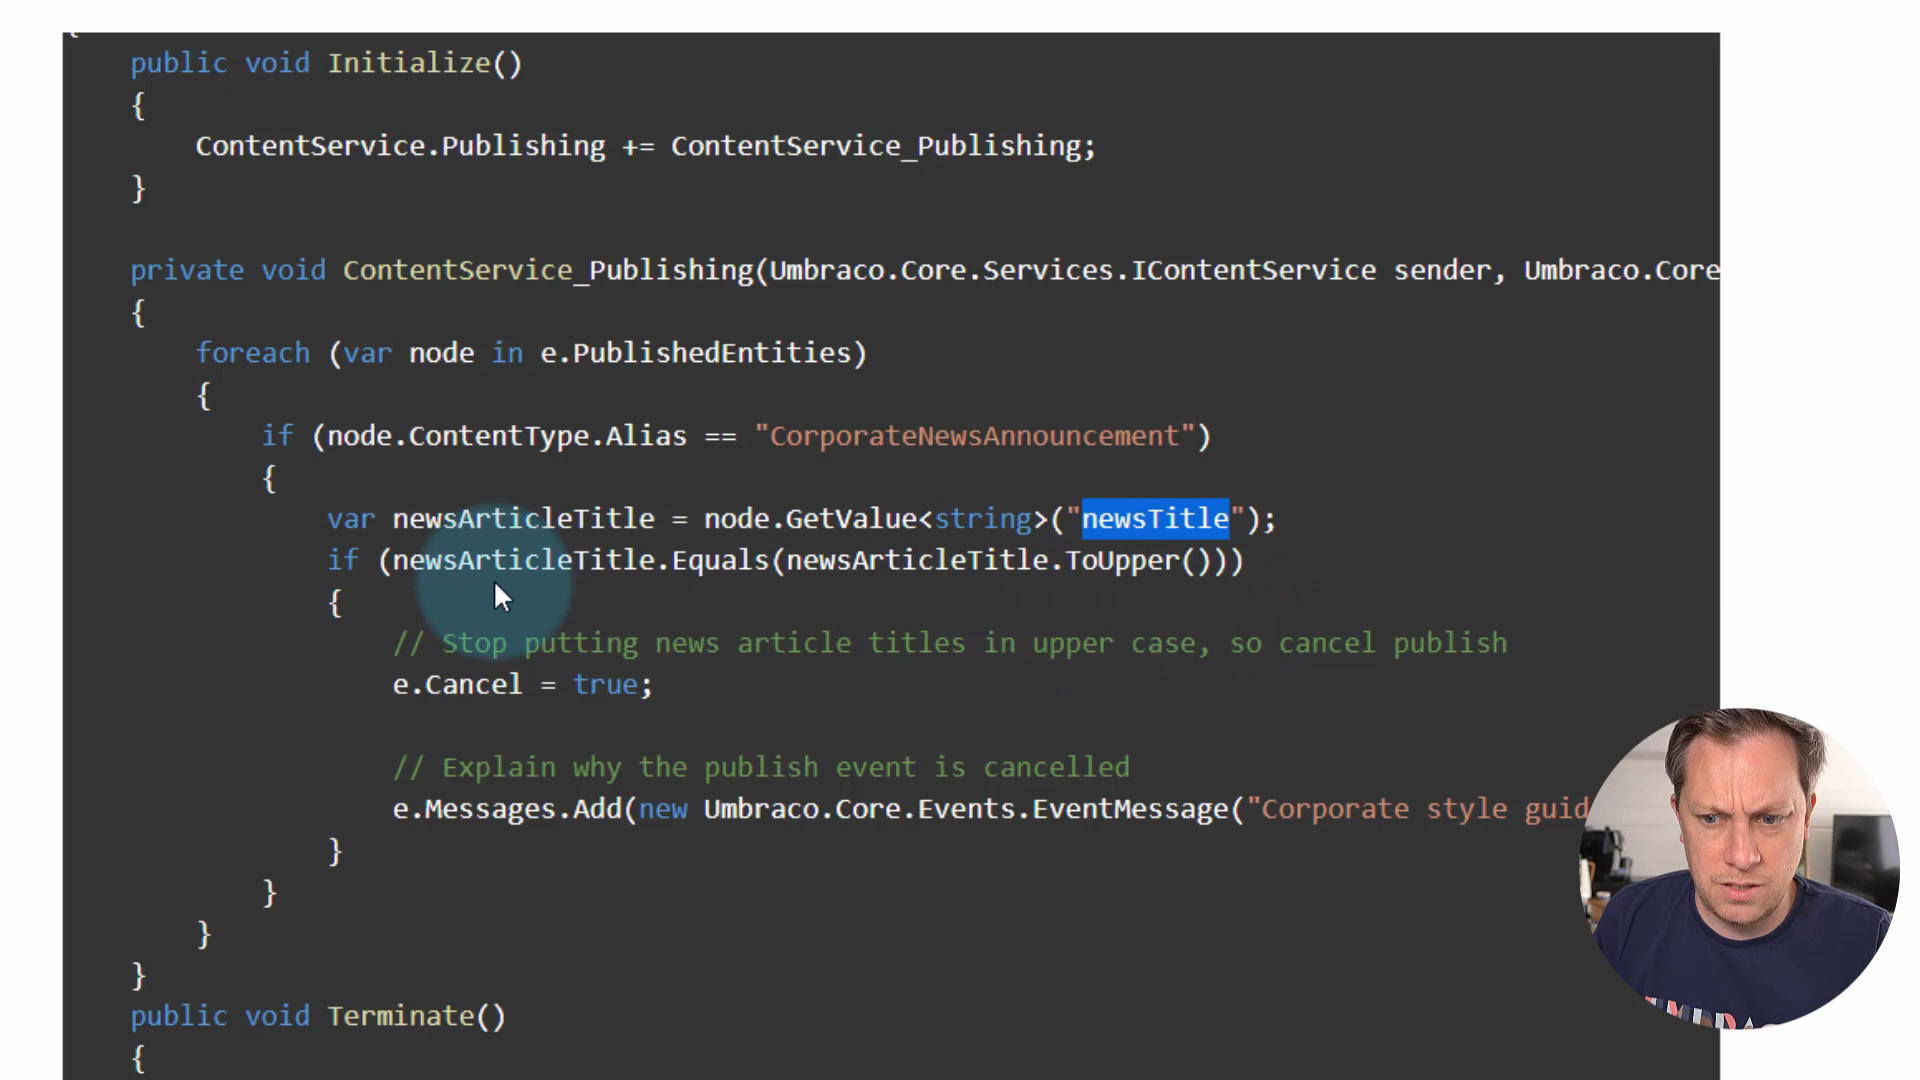 {
public void Initialize()
{
ContentService.Publishing += ContentService_Publishing;
}
private void ContentService_Publishing(Umbraco.Core.Services.IContentService sender, Umbraco.Core
{
foreach (var node in e.PublishedEntities)
{
if (node.ContentType.Alias == "CorporateNewsAnnouncement")
{
var newsArticleTitle = node.GetValue<string>("newsTitle");
if (newsArticleTitle.Equals(newsArticleTitle.ToUpper()))
{
// Stop putting news article titles in upper case, so cancel publish
e.Cancel = true;
// Explain why the publish event is cancelled
e.Messages.Add(new Umbraco.Core.Events.EventMessage("Corporate style guid
}
}
}
}
public void Terminate()
{